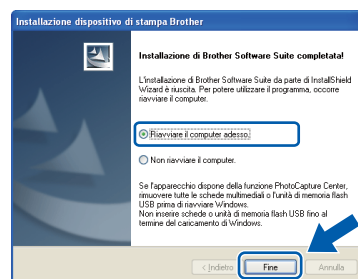 Installazione dispositivo di stampa Brother
Installazione di Brother Software Suite completata!
L'installazione di Brother Software Suite da parte di InstallShield
Wizard è riuscita. Per potere utilizzare il programma, occorre
riavviare il computer.
Riavviare il computer adesso.
Non riavviare il computer.
Se l'apparecchio dispone della funzione PhotoCapture Center,
rimuovere tutte le schede multimediali o l'unità di memoria flash
USB prima di riavviare Windows.
Non inserire schede o unità di memoria flash USB fino al
termine del caricamento di Windows.
< Indietro
Fine
Annulla